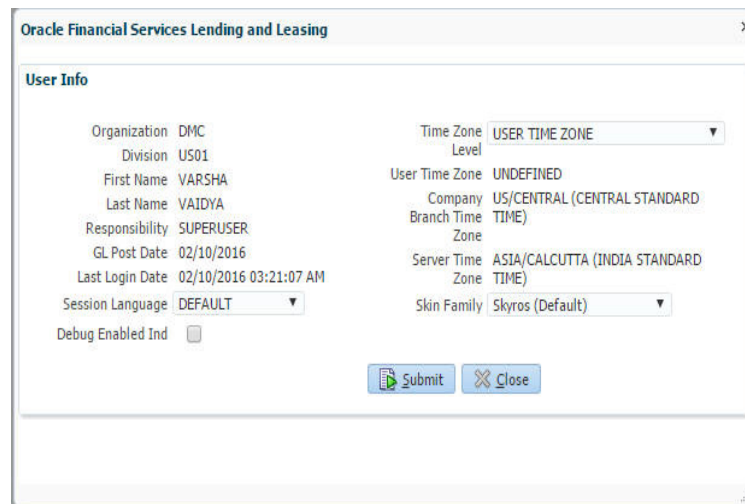 Oracle Financial Services Lending and Leasing
User Info
Organization DMC
Division US01
First Name VARSHA
Last Name VAIDYA
Responsibility SUPERUSER
GL Post Date 02/10/2016
Last Login Date 02/10/2016 03:21:07 AM
Session Language DEFAULT
Debug Enabled Ind
Time Zone Level USER TIME ZONE
User Time Zone UNDEFINED
Company Branch Time Zone US/CENTRAL (CENTRAL STANDARD TIME)
Server Time Zone ASIA/CALCUTTA (INDIA STANDARD TIME)
Skin Family Skyros (Default)
Submit Close